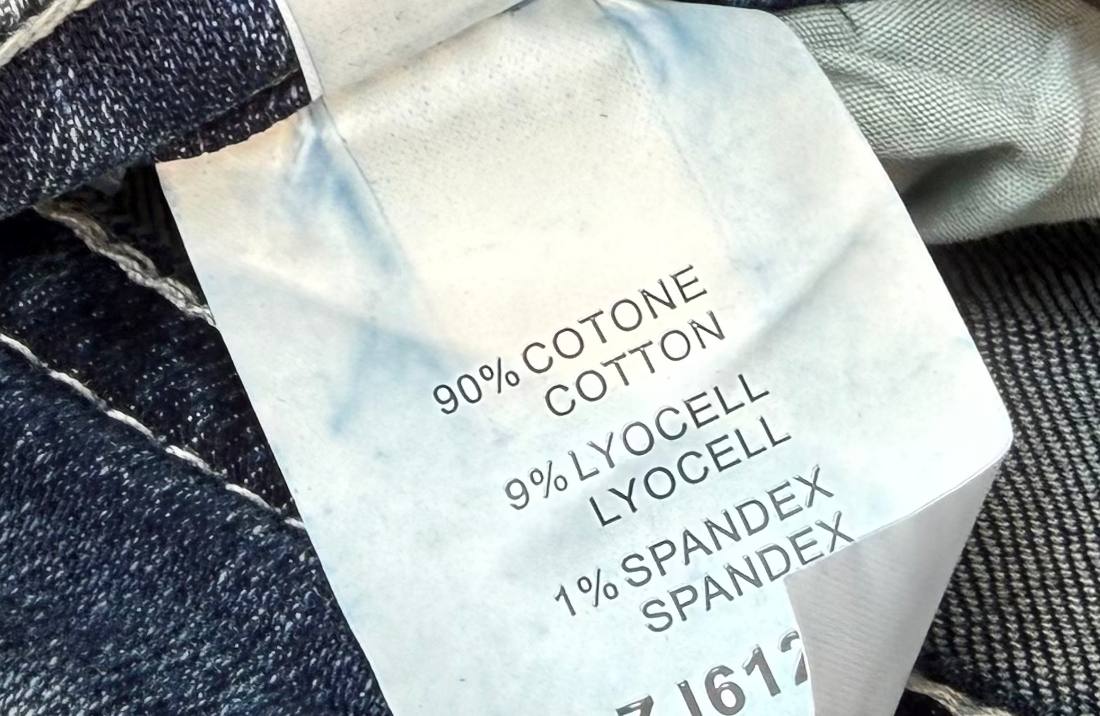 90% COTONE
COTTON
9% LYOCELL
LYOCELL
1% SPANDEX
SPANDEX